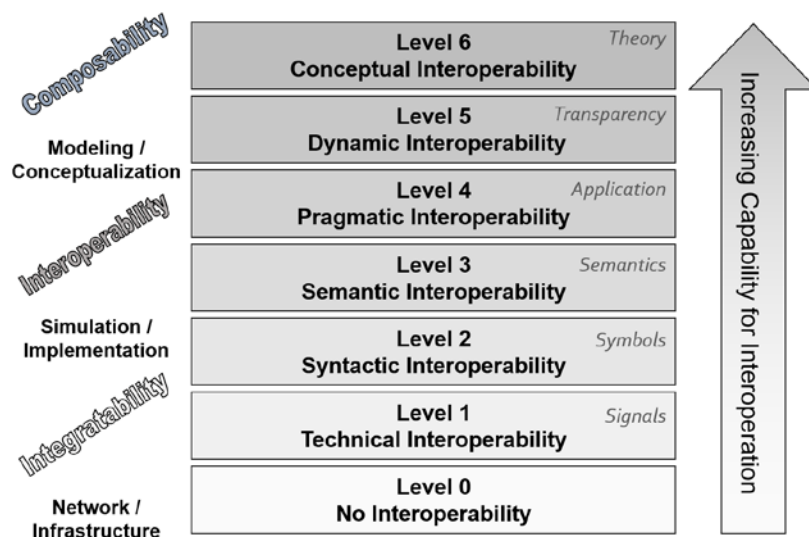 Composability
Level 6
Theory
Conceptual Interoperability
Level 5
Transparency
Dynamic Interoperability
Modeling /
Conceptualization
Level 4
Application
Pragmatic Interoperability
Interoperability
Level 3
Semantics
Semantic Interoperability
Simulation /
Implementation
Level 2
Symbols
Syntactic Interoperability
Integratability
Level 1
Signals
Technical Interoperability
Network /
Infrastructure
Level 0
No Interoperability
Increasing Capability for Interoperation